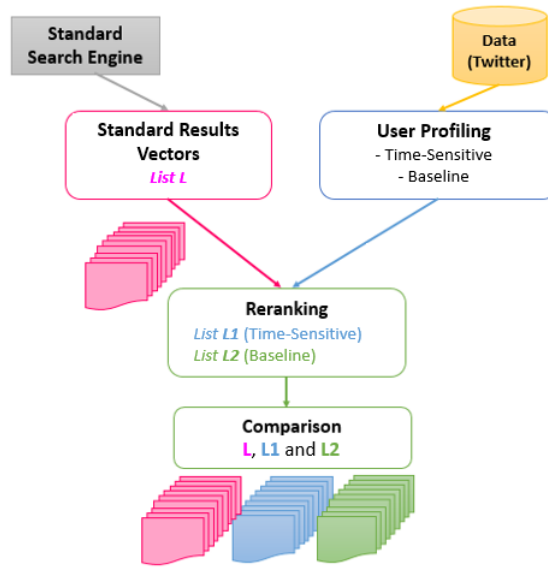 Standard
Search Engine
Data
(Twitter)
Standard Results
Vectors
List L
User Profiling
- Time-Sensitive
- Baseline
Reranking
List L1 (Time-Sensitive)
List L2 (Baseline)
Comparison
L, L1 and L2